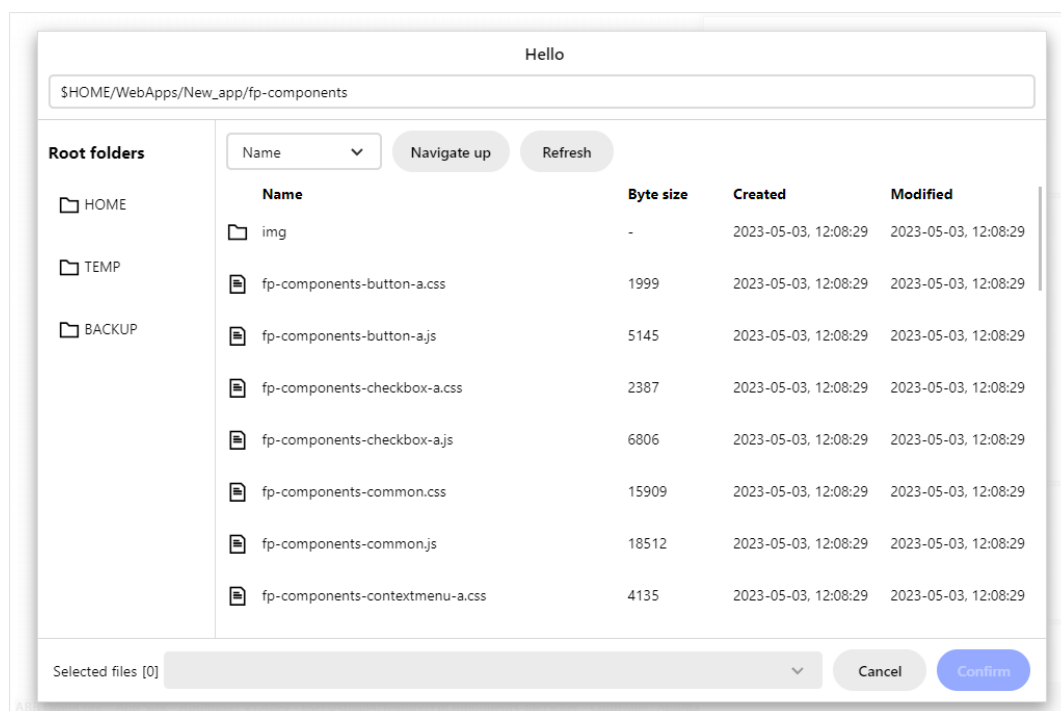 Hello
$HOME/WebApps/New_app/fp-components
Root folders
HOME
TEMP
BACKUP
Name Navigate up Refresh
Name Byte size Created Modified
img - 2023-05-03, 12:08:29 2023-05-03, 12:08:29
fp-components-button-a.css 1999 2023-05-03, 12:08:29 2023-05-03, 12:08:29
fp-components-button-a.js 5145 2023-05-03, 12:08:29 2023-05-03, 12:08:29
fp-components-checkbox-a.css 2387 2023-05-03, 12:08:29 2023-05-03, 12:08:29
fp-components-checkbox-a.js 6806 2023-05-03, 12:08:29 2023-05-03, 12:08:29
fp-components-common.css 15909 2023-05-03, 12:08:29 2023-05-03, 12:08:29
fp-components-common.js 18512 2023-05-03, 12:08:29 2023-05-03, 12:08:29
fp-components-contextmenu-a.css 4135 2023-05-03, 12:08:29 2023-05-03, 12:08:29
Selected files [0] Cancel Confirm